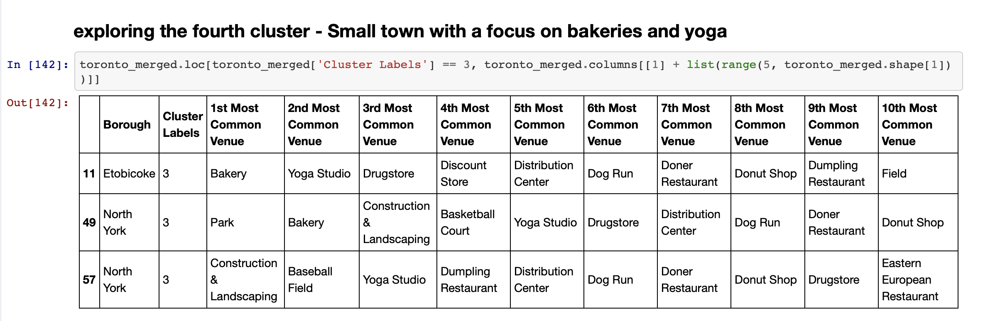 exploring the fourth cluster - Small town with a focus on bakeries and yoga
In [142]: toronto_merged.loc[toronto_merged['Cluster Labels'] == 3, toronto_merged.columns[[1] + list(range(5, toronto_merged.shape[1])
)]]
Out[142]:
Borough
Cluster
Labels
1st Most
Common
Venue
2nd Most
Common
Venue
3rd Most
Common
Venue
4th Most
Common
Venue
5th Most
Common
Venue
6th Most
Common
Venue
7th Most
Common
Venue
8th Most
Common
Venue
9th Most
Common
Venue
10th Most
Common
Venue
11
Etobicoke
3
Bakery
Yoga Studio
Drugstore
Discount
Store
Distribution
Center
Dog Run
Doner
Restaurant
Donut Shop
Dumpling
Restaurant
Field
49
North
York
3
Park
Bakery
Construction
&
Landscaping
Basketball
Court
Yoga Studio
Drugstore
Distribution
Center
Dog Run
Doner
Restaurant
Donut Shop
57
North
York
3
Construction
&
Landscaping
Baseball
Field
Yoga Studio
Dumpling
Restaurant
Distribution
Center
Dog Run
Doner
Restaurant
Donut Shop
Drugstore
Eastern
European
Restaurant